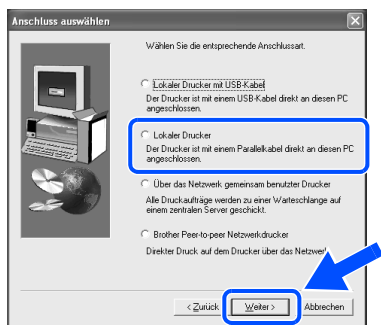 Anschluss auswählen
Wählen Sie die entsprechende Anschlussart.
Lokaler Drucker mit USB-Kabel
Der Drucker ist mit einem USB-Kabel direkt an diesen PC
angeschlossen.
Lokaler Drucker
Der Drucker ist mit einem Parallelkabel direkt an diesen PC
angeschlossen.
Über das Netzwerk gemeinsam benutzter Drucker
Alle Druckaufträge werden zu einer Warteschlange auf
einem zentralen Server geschickt.
Brother Peer-to-peer Netzwerkdrucker
Direkter Druck auf dem Drucker über das
< Zurück Weiter > Abbrechen